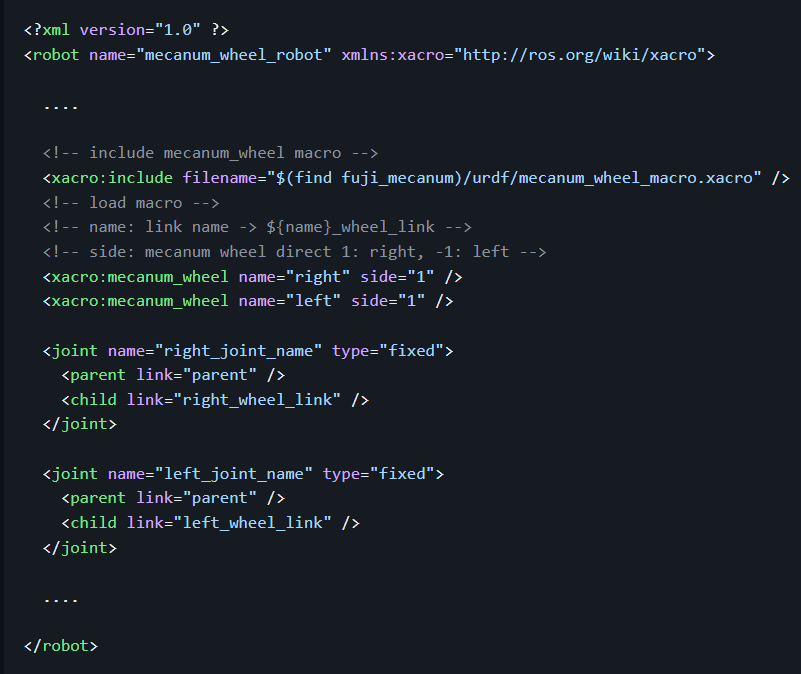 <?xml version="1.0" ?>
<robot name="mecanum_wheel_robot" xmlns:xacro="http://ros.org/wiki/xacro">
....
<!-- include mecanum_wheel macro -->
<xacro:include filename="$(find fuji_mecanum)/urdf/mecanum_wheel_macro.xacro" />
<!-- load macro -->
<!-- name: link name -> ${name}_wheel_link -->
<!-- side: mecanum wheel direct 1: right, -1: left -->
<xacro:mecanum_wheel name="right" side="1" />
<xacro:mecanum_wheel name="left" side="1" />
<joint name="right_joint_name" type="fixed">
<parent link="parent" />
<child link="right_wheel_link" />
</joint>
<joint name="left_joint_name" type="fixed">
<parent link="parent" />
<child link="left_wheel_link" />
</joint>
....
</robot>